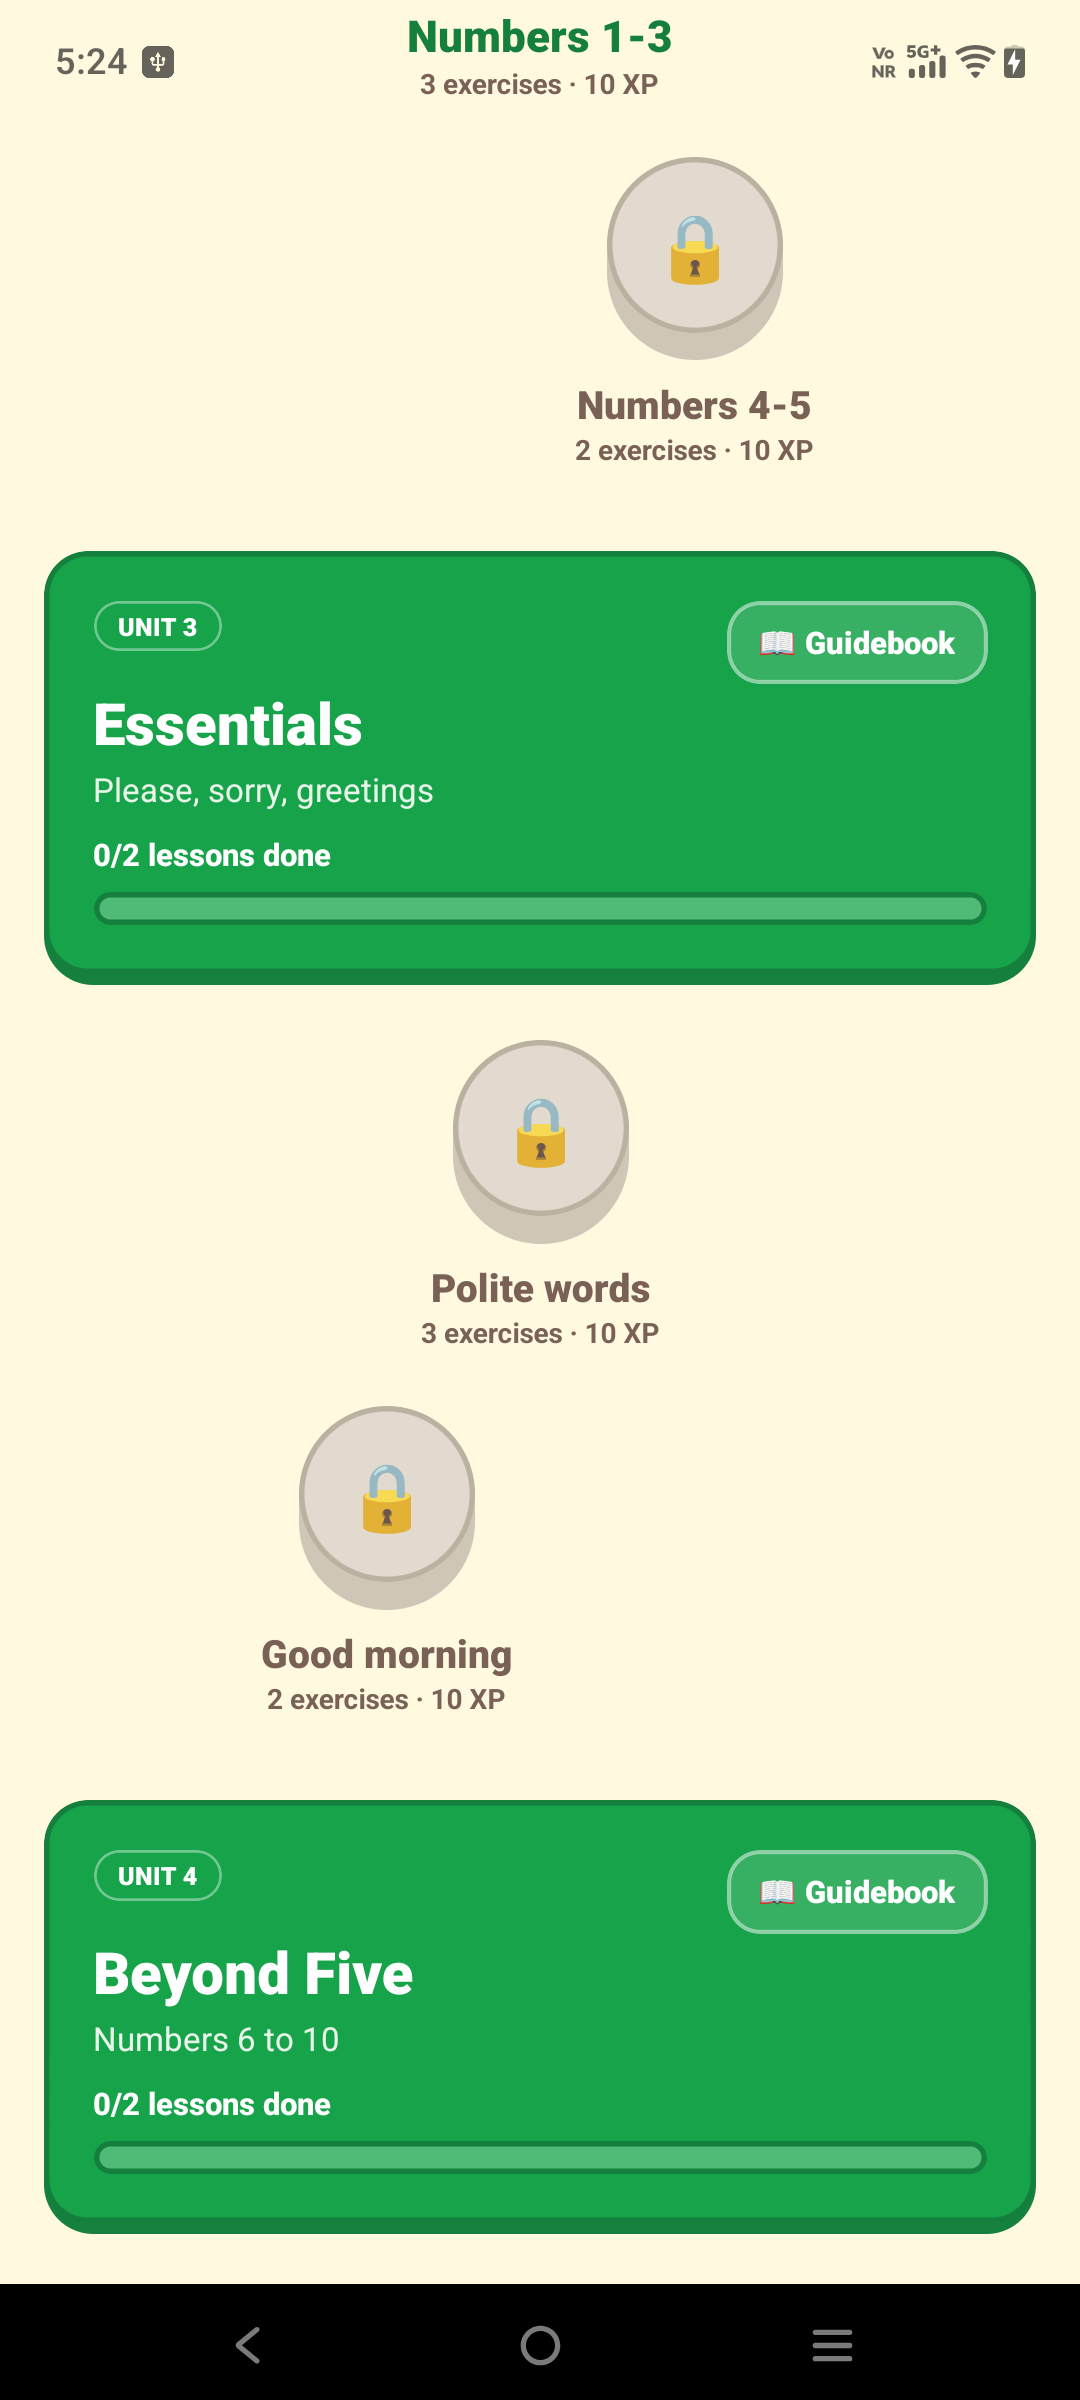 Numbers 1-3
5:24
Vo
NR
5G+
3 exercises · 10 XP
Numbers 4-5
2 exercises · 10 XP
UNIT 3
📖 Guidebook
Essentials
Please, sorry, greetings
0/2 lessons done
Polite words
3 exercises · 10 XP
Good morning
2 exercises · 10 XP
UNIT 4
📖 Guidebook
Beyond Five
Numbers 6 to 10
0/2 lessons done